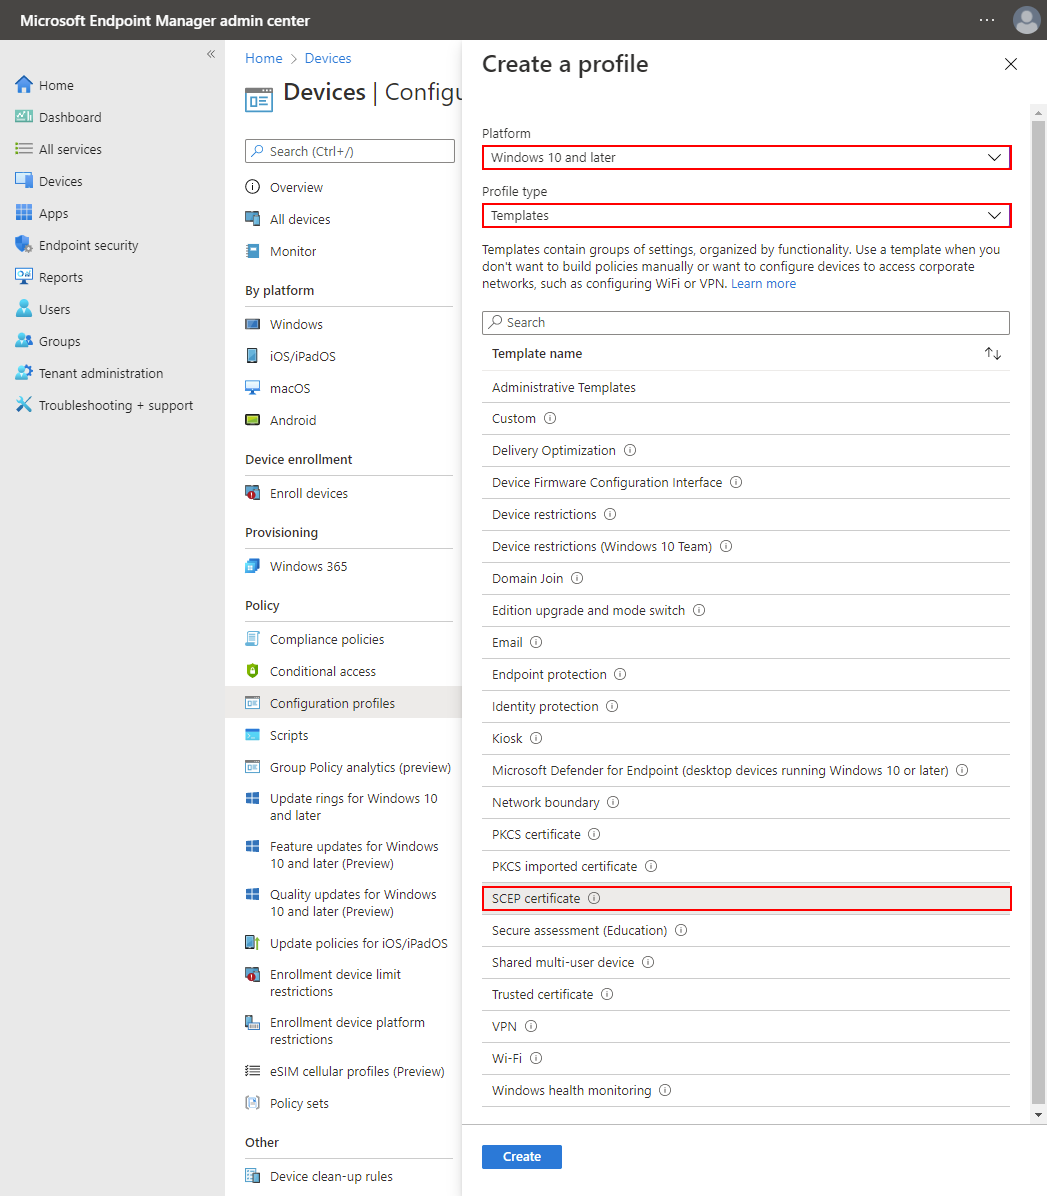 Microsoft Endpoint Manager admin center
Home
Dashboard
All services
Devices
Apps
Endpoint security
Reports
Users
Groups
Tenant administration
Troubleshooting + support
Home > Devices
Devices | Configu
Search (Ctrl+/)
Overview
All devices
Monitor
By platform
Windows
iOS/iPadOS
macOS
Android
Device enrollment
Enroll devices
Provisioning
Windows 365
Policy
Compliance policies
Conditional access
Configuration profiles
Scripts
Group Policy analytics (preview)
Update rings for Windows 10
and later
Feature updates for Windows
10 and later (Preview)
Quality updates for Windows
10 and later (Preview)
Update policies for iOS/iPadOS
Enrollment device limit
restrictions
Enrollment device platform
restrictions
eSIM cellular profiles (Preview)
Policy sets
Other
Device clean-up rules
Create a profile
Platform
Windows 10 and later
Profile type
Templates
Templates contain groups of settings, organized by functionality. Use a template when you
don't want to build policies manually or want to configure devices to access corporate
networks, such as configuring WiFi or VPN. Learn more
Search
Template name
Administrative Templates
Custom
Delivery Optimization
Device Firmware Configuration Interface
Device restrictions
Device restrictions (Windows 10 Team)
Domain Join
Edition upgrade and mode switch
Email
Endpoint protection
Identity protection
Kiosk
Microsoft Defender for Endpoint (desktop devices running Windows 10 or later)
Network boundary
PKCS certificate
PKCS imported certificate
SCEP certificate
Secure assessment (Education)
Shared multi-user device
Trusted certificate
VPN
Wi-Fi
Windows health monitoring
Create